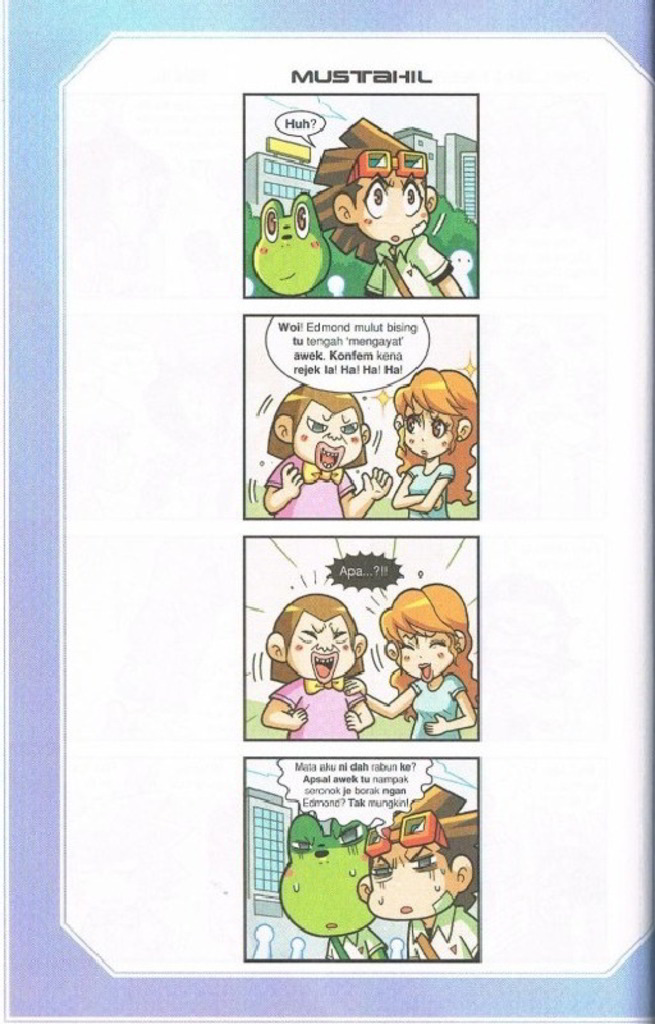 MUSTAHIL
Huh?
Woi! Edmond mulut bising
tu tengah 'mengayat'
awek. Konfem kena
rejek la! Ha! Ha! Ha!
Apa...?!!!
Mata aku ni dah rabun ke?
Apsal awek tu nampak
seronok je borak ngan
Edmond? Tak mungkin!